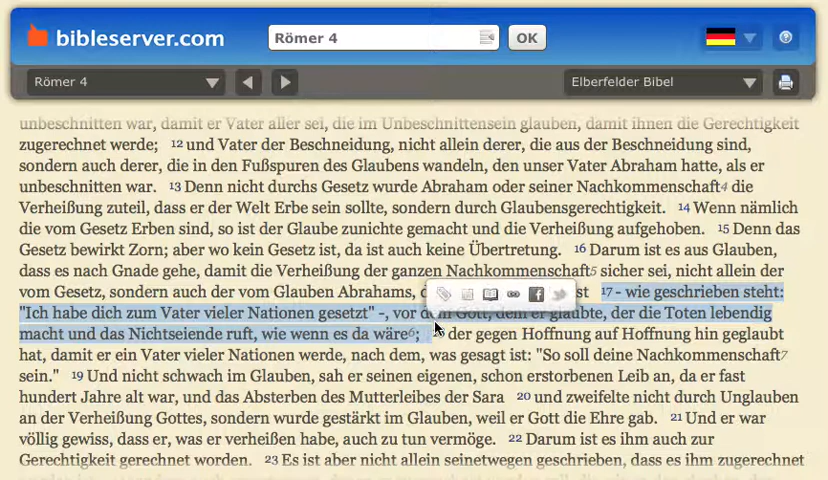 bibleserver.com
Römer 4
OK
Römer 4
Elberfelder Bibel
unbeschnitten war, damit er Vater aller sei, die im Unbeschnittensein glauben, damit ihnen die Gerechtigkeit
zugerechnet werde; 12 und Vater der Beschneidung, nicht allein derer, die aus der Beschneidung sind,
sondern auch derer, die in den Fußspuren des Glaubens wandeln, den unser Vater Abraham hatte, als er
unbeschnitten war. 13 Denn nicht durchs Gesetz wurde Abraham oder seiner Nachkommenschaft4 die
Verheißung zuteil, dass er der Welt Erbe sein sollte, sondern durch Glaubensgerechtigkeit. 14 Wenn nämlich
die vom Gesetz Erben sind, so ist der Glaube zunichte gemacht und die Verheißung aufgehoben. 15 Denn das
Gesetz bewirkt Zorn; aber wo kein Gesetz ist, da ist auch keine Übertretung. 16 Darum ist es aus Glauben,
dass es nach Gnade gehe, damit die Verheißung der ganzen Nachkommenschaft5 sicher sei, nicht allein der
vom Gesetz, sondern auch der vom Glauben Abrahams, st 17 - wie geschrieben steht:
"Ich habe dich zum Vater vieler Nationen gesetzt" -, vor dem Gott, dem er glaubte, der die Toten lebendig
macht und das Nichtseiende ruft, wie wenn es da wäre6; der gegen Hoffnung auf Hoffnung hin geglaubt
hat, damit er ein Vater vieler Nationen werde, nach dem, was gesagt ist: "So soll deine Nachkommenschaft7
sein." 19 Und nicht schwach im Glauben, sah er seinen eigenen, schon erstorbenen Leib an, da er fast
hundert Jahre alt war, und das Absterben des Mutterleibes der Sara 20 und zweifelte nicht durch Unglauben
an der Verheißung Gottes, sondern wurde gestärkt im Glauben, weil er Gott die Ehre gab. 21 Und er war
völlig gewiss, dass er, was er verheißen habe, auch zu tun vermöge. 22 Darum ist es ihm auch zur
Gerechtigkeit gerechnet worden. 23 Es ist aber nicht allein seinetwegen geschrieben, dass es ihm zugerechnet